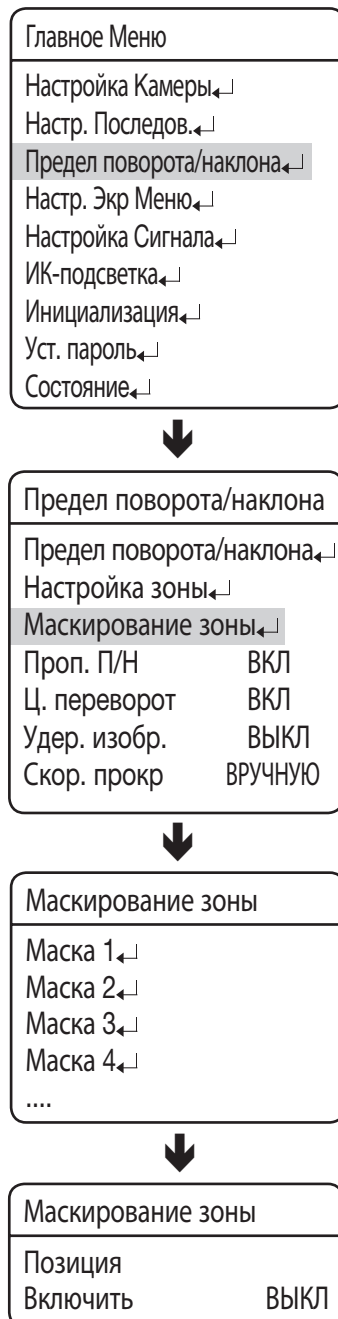 Главное Меню
Настройка Камеры
Настр. Последов.
Предел поворота/наклона
Настр. Экр Меню
Настройка Сигнала
ИК-подсветка
Инициализация
Уст. пароль
Состояние
Предел поворота/наклона
Предел поворота/наклона
Настройка зоны
Маскирование зоны
Проп. П/Н ВКЛ
Ц. переворот ВКЛ
Удер. изобр. ВЫКЛ
Скор. прокр ВРУЧНУЮ
Маскирование зоны
Маска 1
Маска 2
Маска 3
Маска 4
....
Маскирование зоны
Позиция
Включить ВЫКЛ